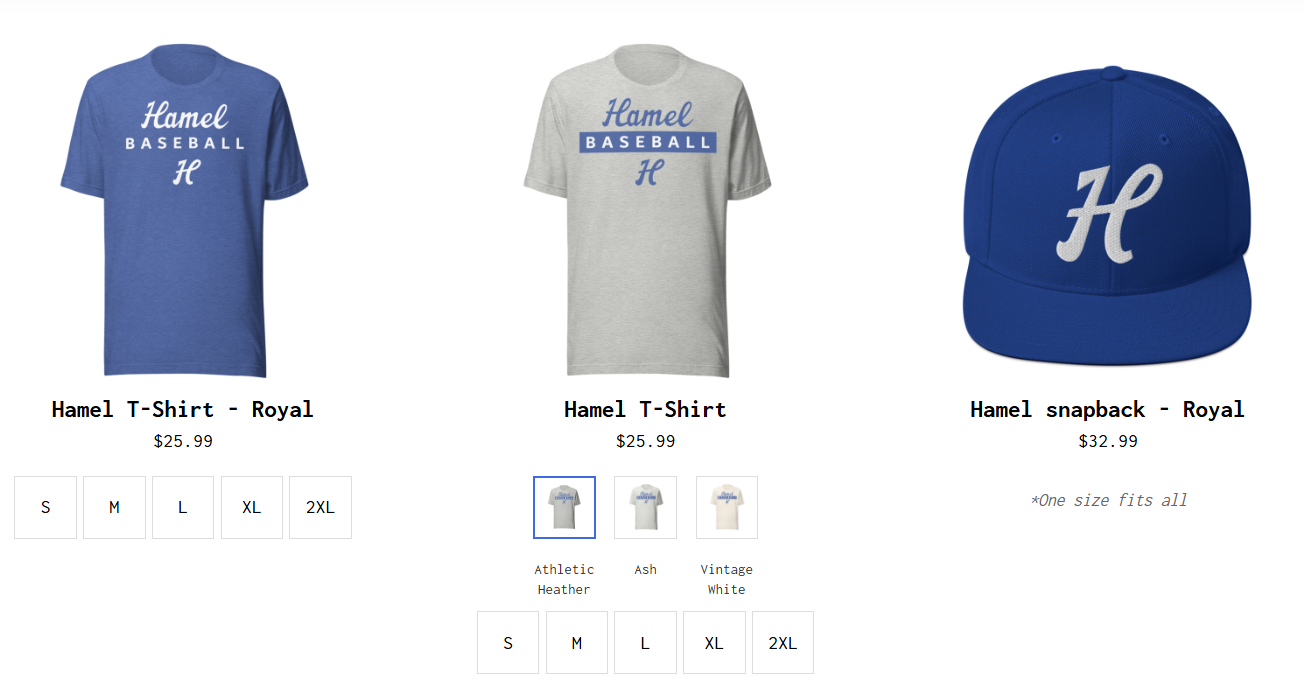 Hamel
BASEBALL
H
Hamel T-Shirt - Royal
$25.99
S M L XL 2XL
Hamel
BASEBALL
H
Hamel T-Shirt
$25.99
Athletic Heather
Ash
Vintage White
S M L XL 2XL
H
Hamel snapback - Royal
$32.99
*One size fits all